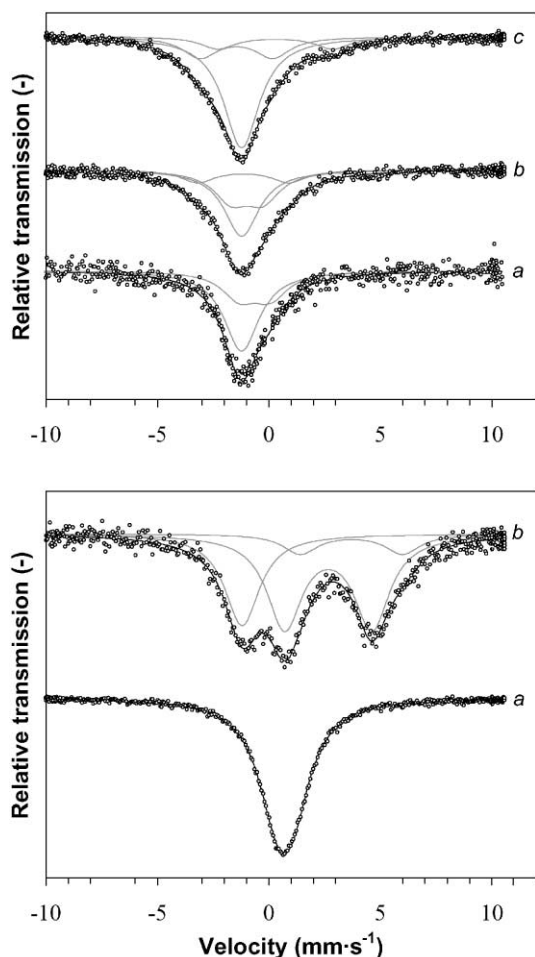 Relative transmission (-)
c
b
a
-10 -5 0 5 10
Relative transmission (-)
b
a
-10 -5 0 5 10
Velocity (mm·s-1)